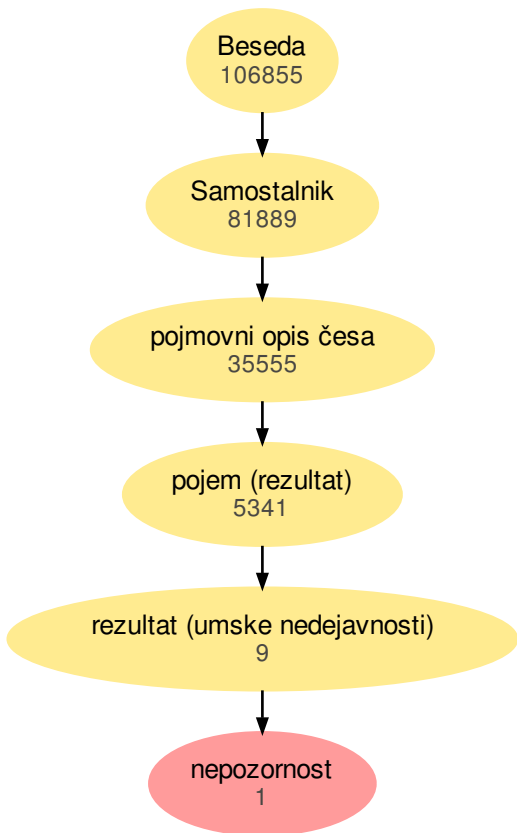 Beseda
106855
Samostalnik
81889
pojmovni opis česa
35555
pojem (rezultat)
5341
rezultat (umske nedejavnosti)
9
nepozornost
1